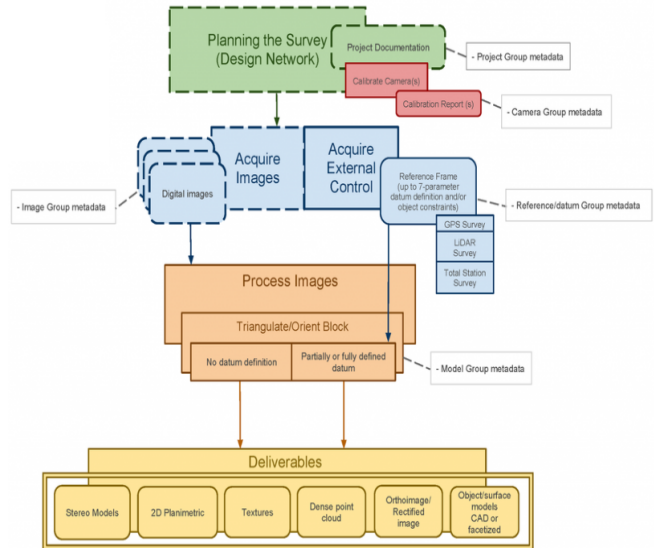 Planning the Survey
(Design Network)
Project Documentation
- Project Group metadata
Calibrate Camera(s)
Calibration Report (s)
- Camera Group metadata
Acquire
Images
Acquire
External
Control
Digital images
- Image Group metadata
Reference Frame
(up to 7-parameter
datum definition and/or
object constraints)
- Reference/datum Group metadata
GPS Survey
LiDAR
Survey
Total Station
Survey
Process Images
Triangulate/Orient Block
No datum definition
Partially or fully defined
datum
- Model Group metadata
Deliverables
Stereo Models
2D Planimetric
Textures
Dense point
cloud
Orthoimage/
Rectified
image
Object/surface
models
CAD or
facetized